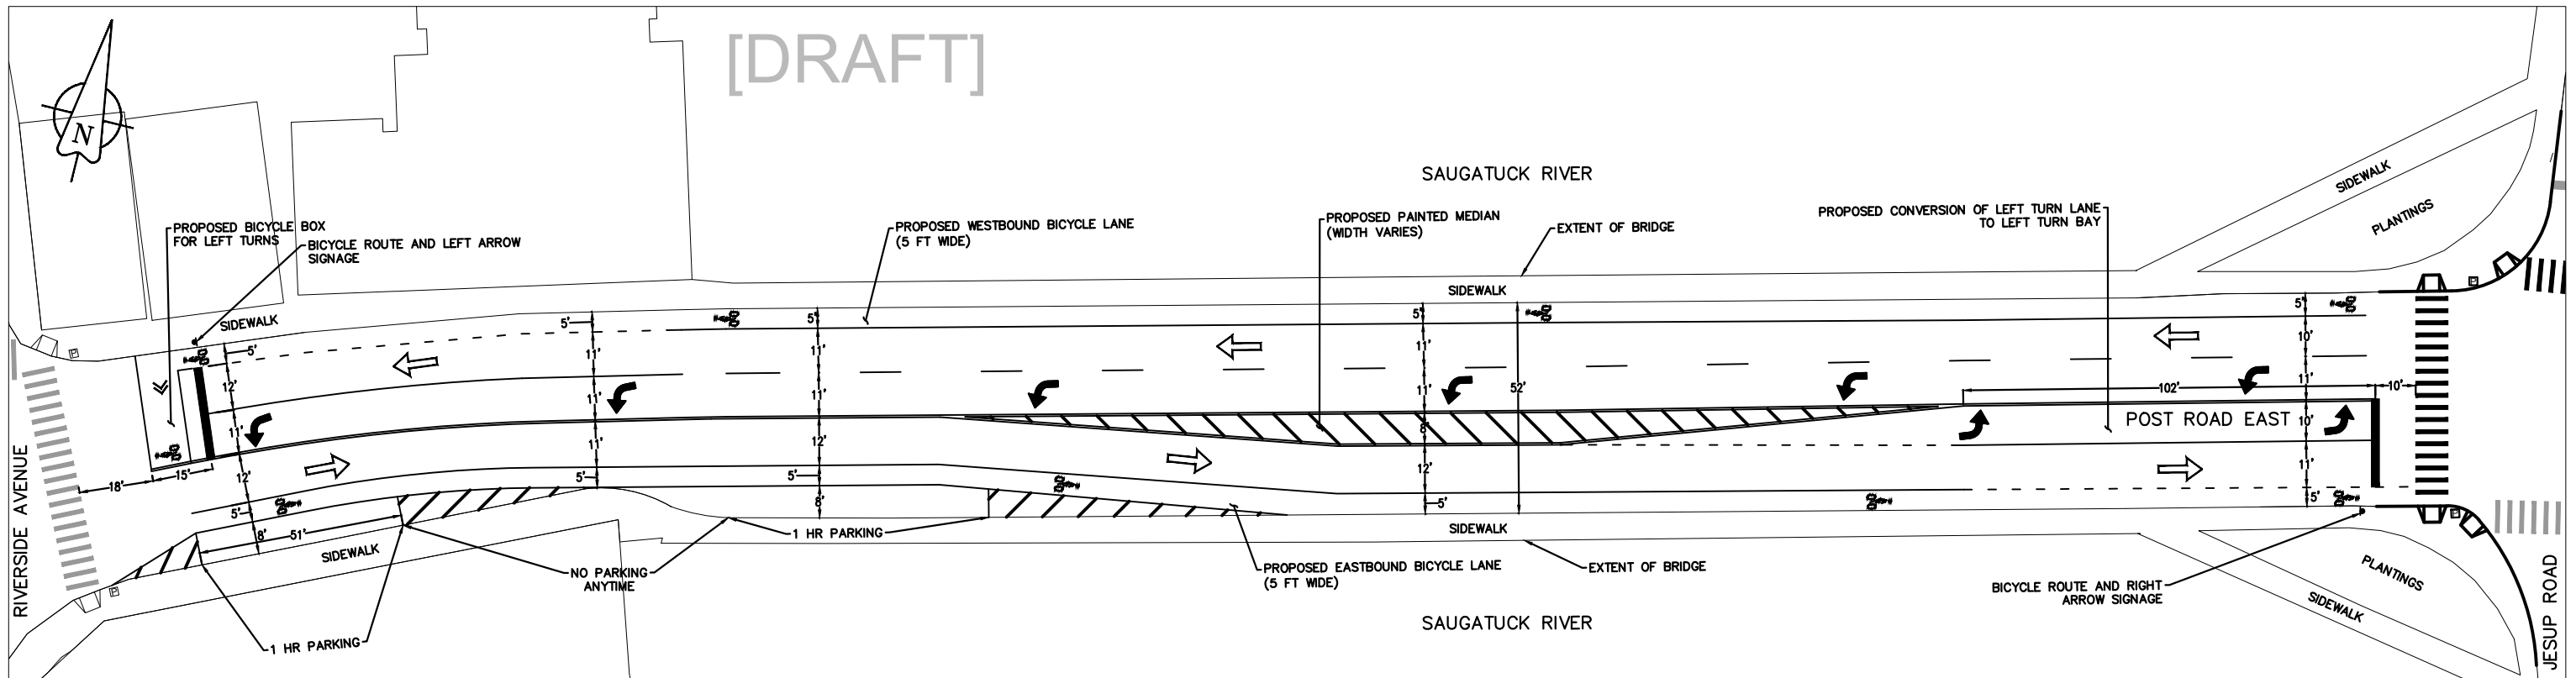 [DRAFT]
N
SAUGATUCK RIVER
SIDEWALK
PLANTINGS
PROPOSED BICYCLE BOX
FOR LEFT TURNS
BICYCLE ROUTE AND LEFT ARROW
SIGNAGE
PROPOSED WESTBOUND BICYCLE LANE
(5 FT WIDE)
PROPOSED PAINTED MEDIAN
(WIDTH VARIES)
EXTENT OF BRIDGE
PROPOSED CONVERSION OF LEFT TURN LANE
TO LEFT TURN BAY
SIDEWALK
SIDEWALK
5'
12'
11'
12'
5'
8'
18'
15'
51'
5'
11'
11'
11'
5'
5'
11'
11'
12'
5'
8'
5'
11'
11'
8'
12'
5'
52'
5'
10'
11'
10'
11'
5'
102'
10'
POST ROAD EAST
RIVERSIDE AVENUE
SIDEWALK
1 HR PARKING
NO PARKING
ANYTIME
1 HR PARKING
SIDEWALK
PROPOSED EASTBOUND BICYCLE LANE
(5 FT WIDE)
EXTENT OF BRIDGE
BICYCLE ROUTE AND RIGHT
ARROW SIGNAGE
PLANTINGS
SIDEWALK
JESUP ROAD
SAUGATUCK RIVER